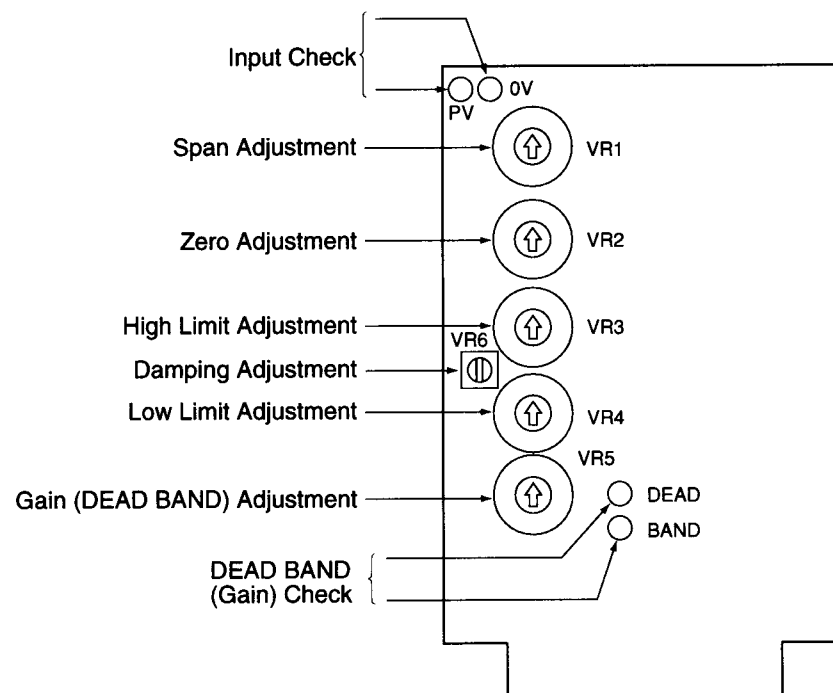 Input Check
0V
PV
Span Adjustment
VR1
Zero Adjustment
VR2
High Limit Adjustment
VR3
VR6
Damping Adjustment
Low Limit Adjustment
VR4
VR5
Gain (DEAD BAND) Adjustment
DEAD
BAND
DEAD BAND
(Gain) Check